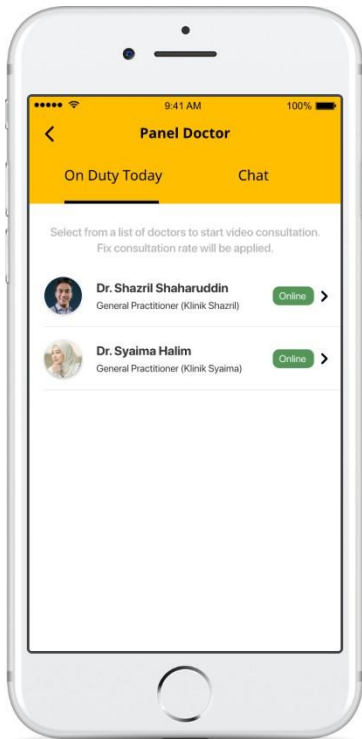 9:41 AM
100%
Panel Doctor
On Duty Today
Chat
Select from a list of doctors to start video consultation.
Fix consultation rate will be applied.
Dr. Shazril Shaharuddin
Online
General Practitioner (Klinik Shazril)
Dr. Syaima Halim
Online
General Practitioner (Klinik Syaima)